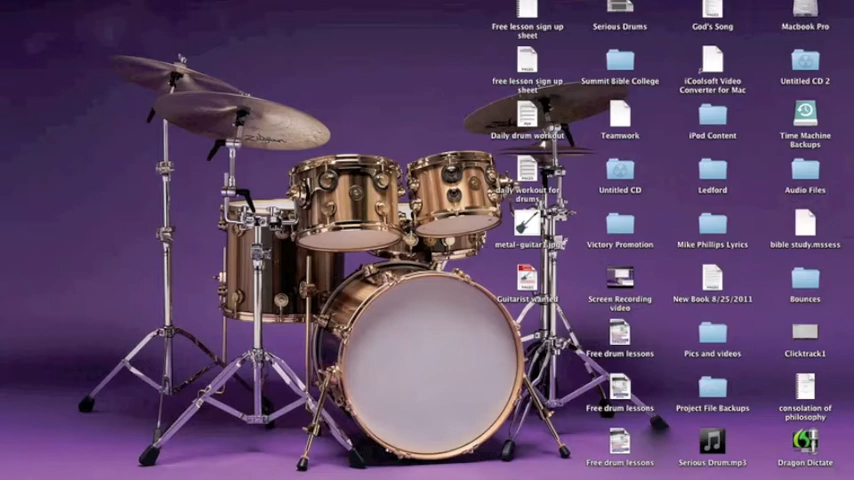 Free lesson sign up
sheet
Serious Drums
God's Song
Macbook Pro
free lesson sign up
sheet
Summit Bible College
iCoolsoft Video
Converter for Mac
Untitled CD 2
Daily drum workout
Teamwork
iPod Content
Time Machine
Backups
daily workout for
drums
Untitled CD
Ledford
Audio Files
metal-guitar1.jpg
Victory Promotion
Mike Phillips Lyrics
bible study.mssess
Guitarist wanted
Screen Recording
video
New Book 8/25/2011
Bounces
Free drum lessons
Pics and videos
Clicktrack1
Free drum lessons
Project File Backups
consolation of
philosophy
Free drum lessons
Serious Drum.mp3
Dragon Dictate
Zildjian